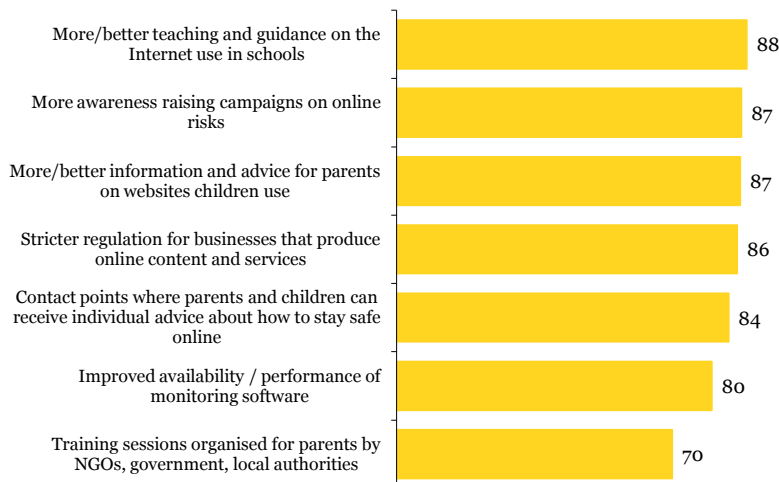 More/better teaching and guidance on the
Internet use in schools
88
More awareness raising campaigns on online
risks
87
More/better information and advice for parents
on websites children use
87
Stricter regulation for businesses that produce
online content and services
86
Contact points where parents and children can
receive individual advice about how to stay safe
online
84
Improved availability / performance of
monitoring software
80
Training sessions organised for parents by
NGOs, government, local authorities
70